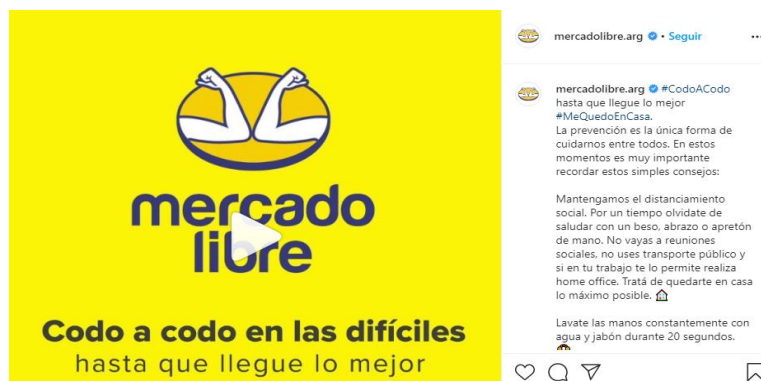 mercado
libre
Codo a codo en las difíciles
hasta que llegue lo mejor
mercadolibre.arg • Seguir
mercadolibre.arg #CodoACodo
hasta que llegue lo mejor
#MeQuedoEnCasa.
La prevención es la única forma de
cuidarnos entre todos. En estos
momentos es muy importante
recordar estos simples consejos:
Mantengamos el distanciamiento
social. Por un tiempo olvidate de
saludar con un beso, abrazo o apretón
de mano. No vayas a reuniones
sociales, no uses transporte público y
si en tu trabajo te lo permite realiza
home office. Tratá de quedarte en casa
lo máximo posible.
Lavate las manos constantemente con
agua y jabón durante 20 segundos.